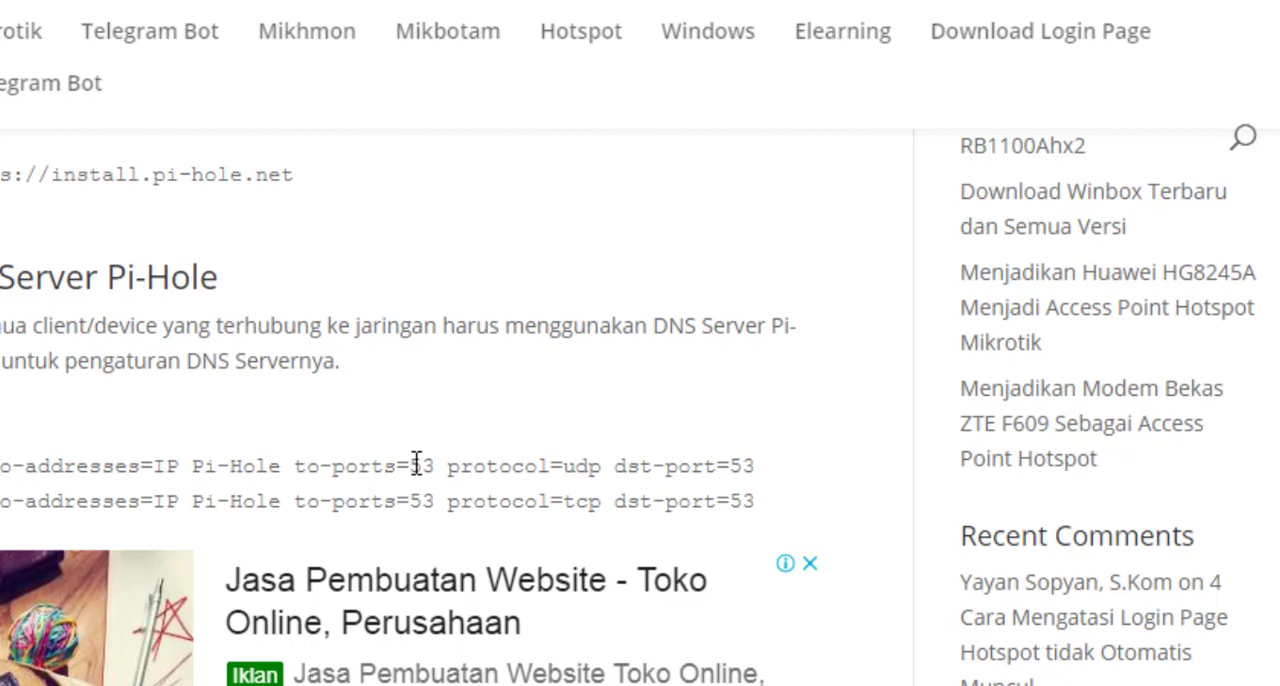 rotik Telegram Bot Mikhmon Mikbotam Hotspot Windows Elearning Download Login Page
egram Bot
s://install.pi-hole.net
Server Pi-Hole
ua client/device yang terhubung ke jaringan harus menggunakan DNS Server Pi-
untuk pengaturan DNS Servernya.
o-addresses=IP Pi-Hole to-ports=53 protocol=udp dst-port=53
o-addresses=IP Pi-Hole to-ports=53 protocol=tcp dst-port=53
Jasa Pembuatan Website - Toko
Online, Perusahaan
Iklan Jasa Pembuatan Website Toko Online,
RB1100Ahx2
Download Winbox Terbaru
dan Semua Versi
Menjadikan Huawei HG8245A
Menjadi Access Point Hotspot
Mikrotik
Menjadikan Modem Bekas
ZTE F609 Sebagai Access
Point Hotspot
Recent Comments
Yayan Sopyan, S.Kom on 4
Cara Mengatasi Login Page
Hotspot tidak Otomatis
Muncul